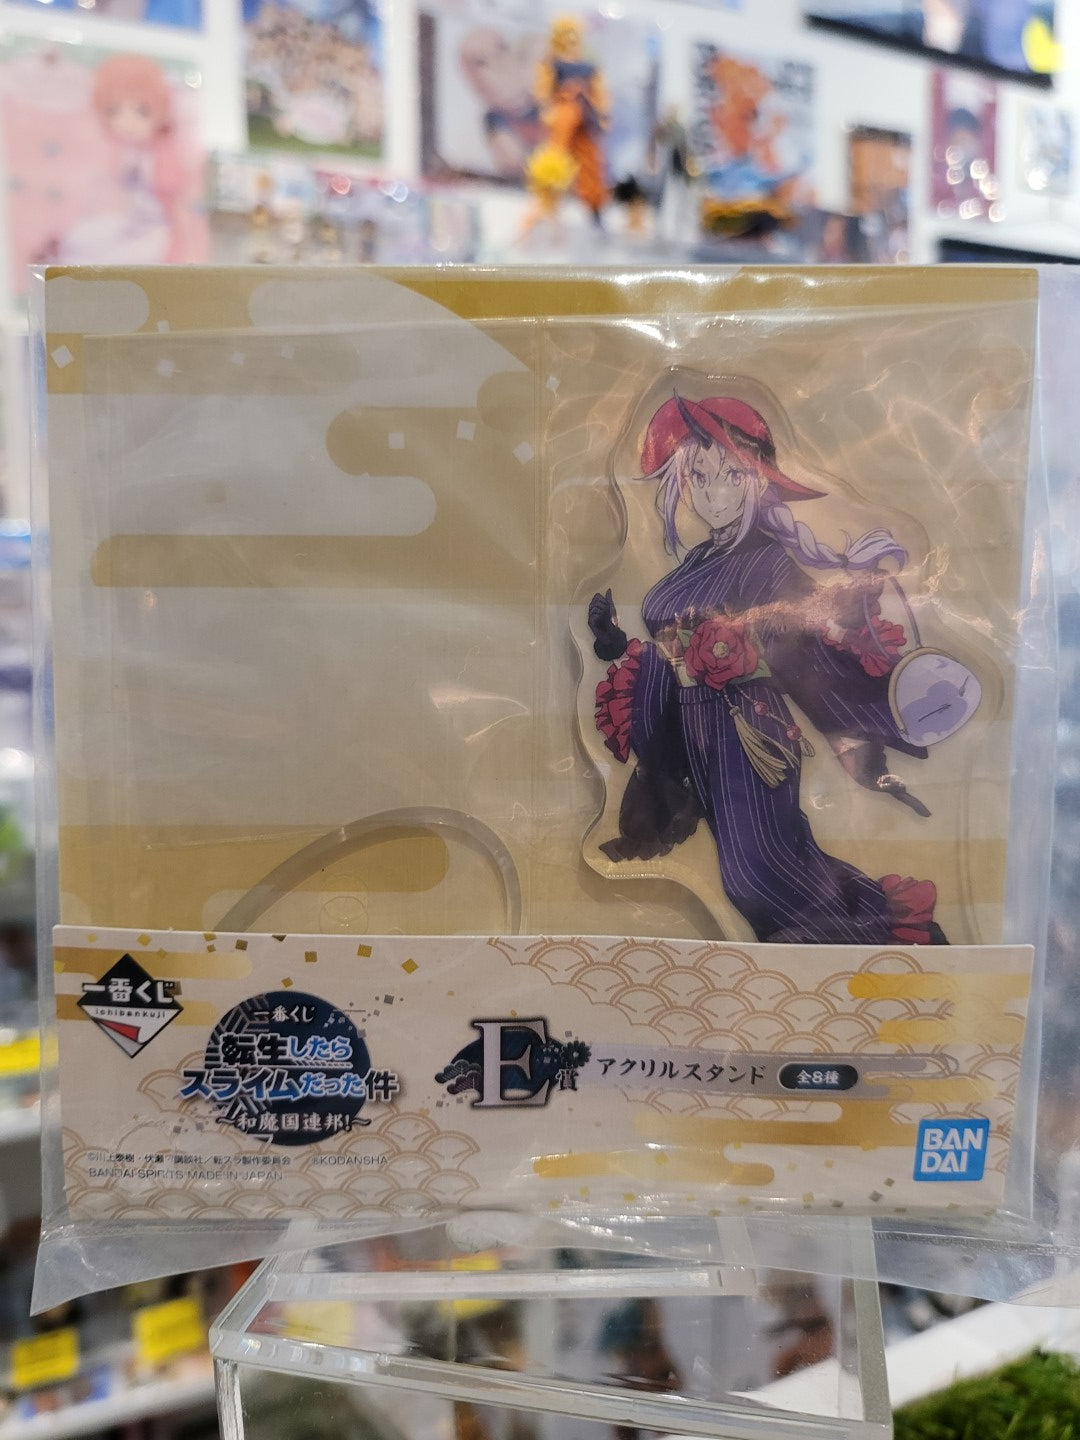 一番くじ
ichibankuji
一番くじ
転生したら
スライムだった件
～和魔国連邦!～
E賞 アクリルスタンド 全8種
©川上泰樹・伏瀬・講談社／転スラ製作委員会 ®KODANSHA
BANDAI SPIRITS MADE IN JAPAN
BAN
DAI